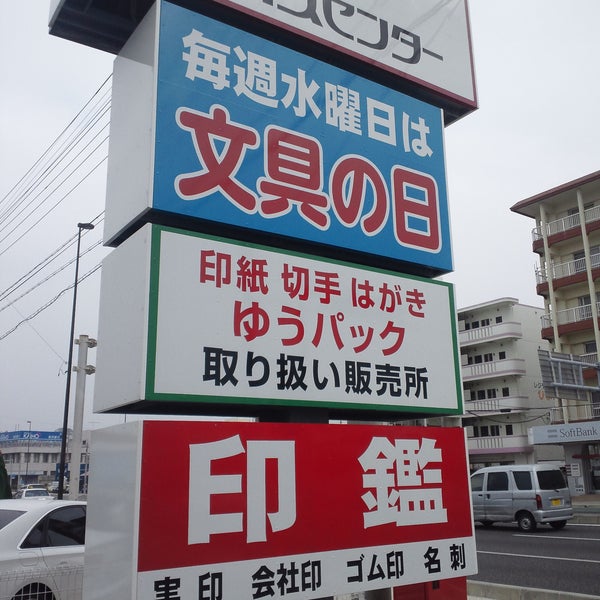 センター
毎週水曜日は
文具の日
印紙 切手 はがき
ゆうパック
取り扱い販売所
印鑑
実印 会社印 ゴム印 名刺
SoftBank